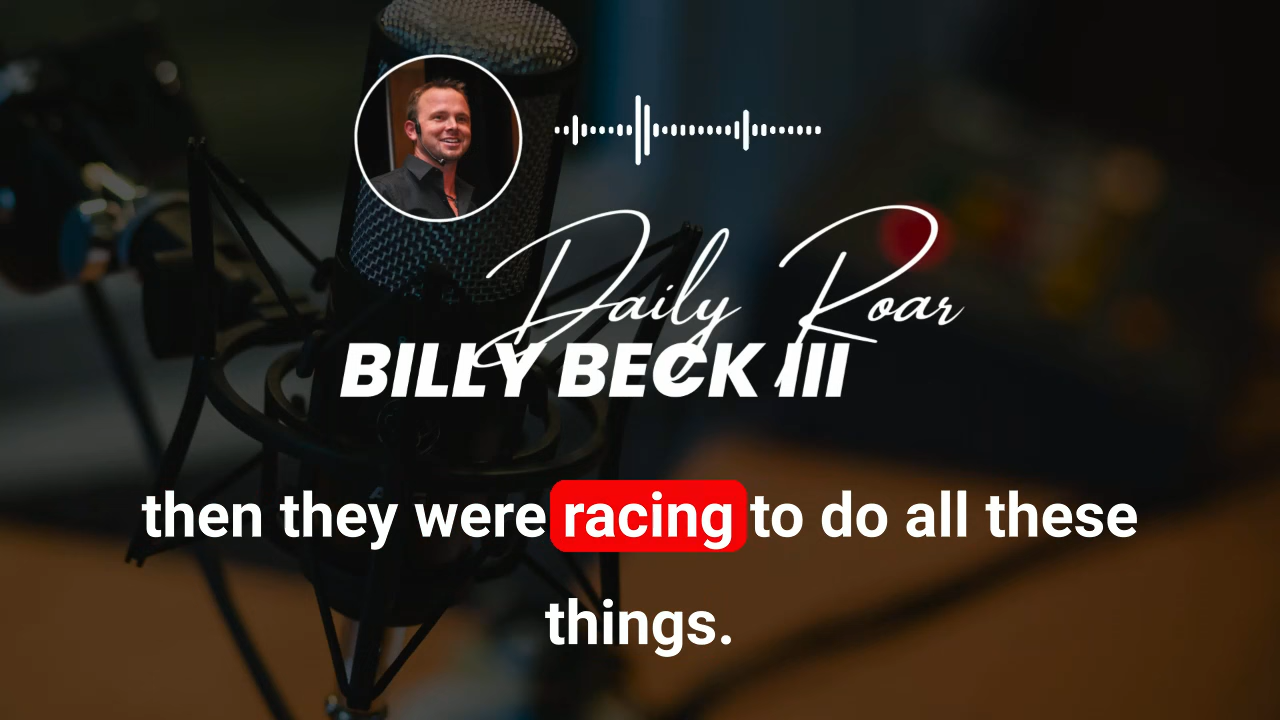 Daily Roar
BILLY BECK III
then they were racing to do all these
things.